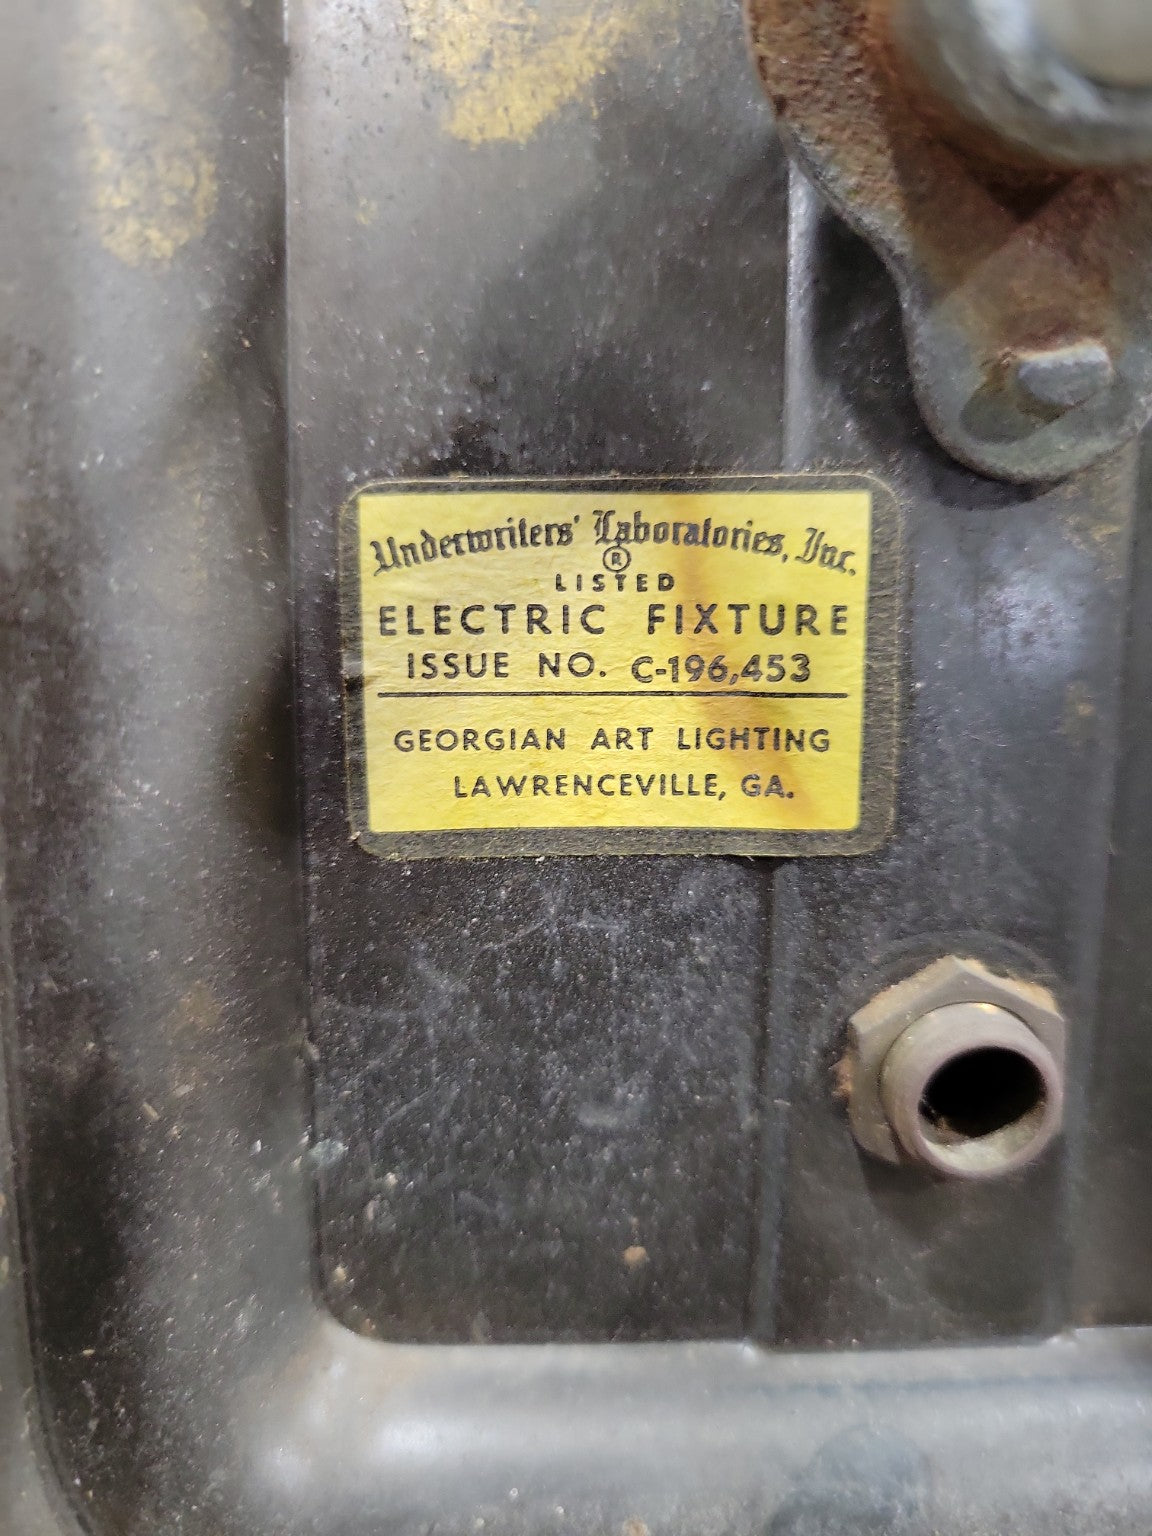 Underwriters' Laboratories, Inc.
®
LISTED
ELECTRIC FIXTURE
ISSUE NO. C-196,453
GEORGIAN ART LIGHTING
LAWRENCEVILLE, GA.